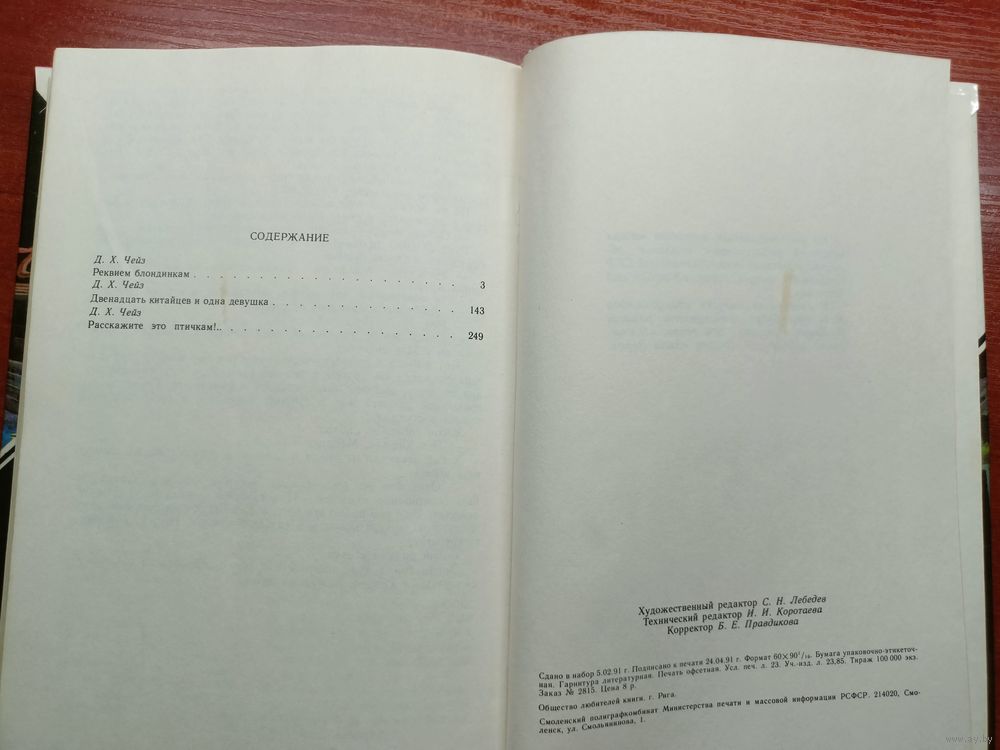 СОДЕРЖАНИЕ
Д. Х. Чейз
Реквием блондинкам . . . . . . . . . . . . . . . . . . 3
Д. Х. Чейз
Двенадцать китайцев и одна девушка . . . . . . . . . . . . 143
Д. Х. Чейз
Расскажите это птичкам!.. . . . . . . . . . . . . . . . 249
Художественный редактор С. Н. Лебедев
Технический редактор И. И. Коротаева
Корректор Б. Е. Правдикова
Сдано в набор 5.02.91 г. Подписано к печати 24.04.91 г. Формат 60×90¹/₁₆. Бумага упаковочно-этикеточ-
ная. Гарнитура литературная. Печать офсетная. Усл. печ. л. 23. Уч.-изд. л. 23,85. Тираж 100 000 экз.
Заказ № 2815. Цена 8 р.
Общество любителей книги. г. Рига.
Смоленский полиграфкомбинат Министерства печати и массовой информации РСФСР. 214020, Смо-
ленск, ул. Смольянинова, 1.
www.ay.by